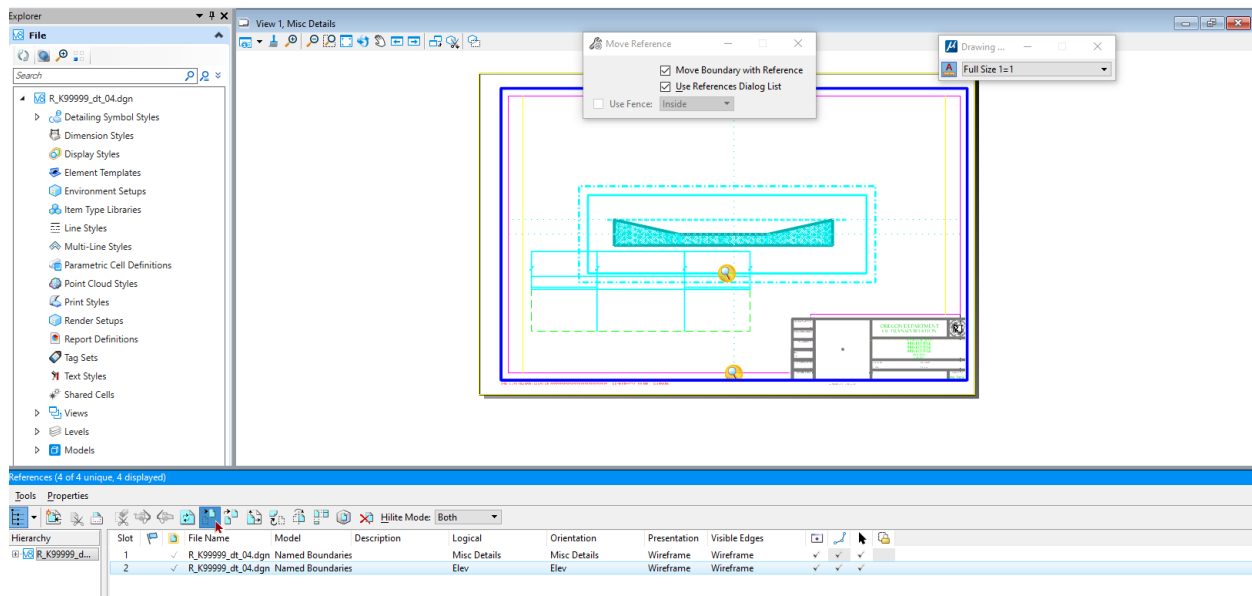 Explorer
View 1, Misc Details
File
Search
R_K99999_dt_04.dgn
Detailing Symbol Styles
Dimension Styles
Display Styles
Element Templates
Environment Setups
Item Type Libraries
Line Styles
Multi-Line Styles
Parametric Cell Definitions
Point Cloud Styles
Print Styles
Render Setups
Report Definitions
Tag Sets
Text Styles
Shared Cells
Views
Levels
Models
Move Reference
Move Boundary with Reference
Use References Dialog List
Use Fence: Inside
Drawing ...
Full Size 1=1
OREGON DEPARTMENT
OF TRANSPORTATION
References (4 of 4 unique, 4 displayed)
Tools Properties
Hilite Mode: Both
Hierarchy Slot File Name Model Description Logical Orientation Presentation Visible Edges
R_K99999_d... 1 R_K99999_dt_04.dgn Named Boundaries Misc Details Misc Details Wireframe Wireframe
2 R_K99999_dt_04.dgn Named Boundaries Elev Elev Wireframe Wireframe